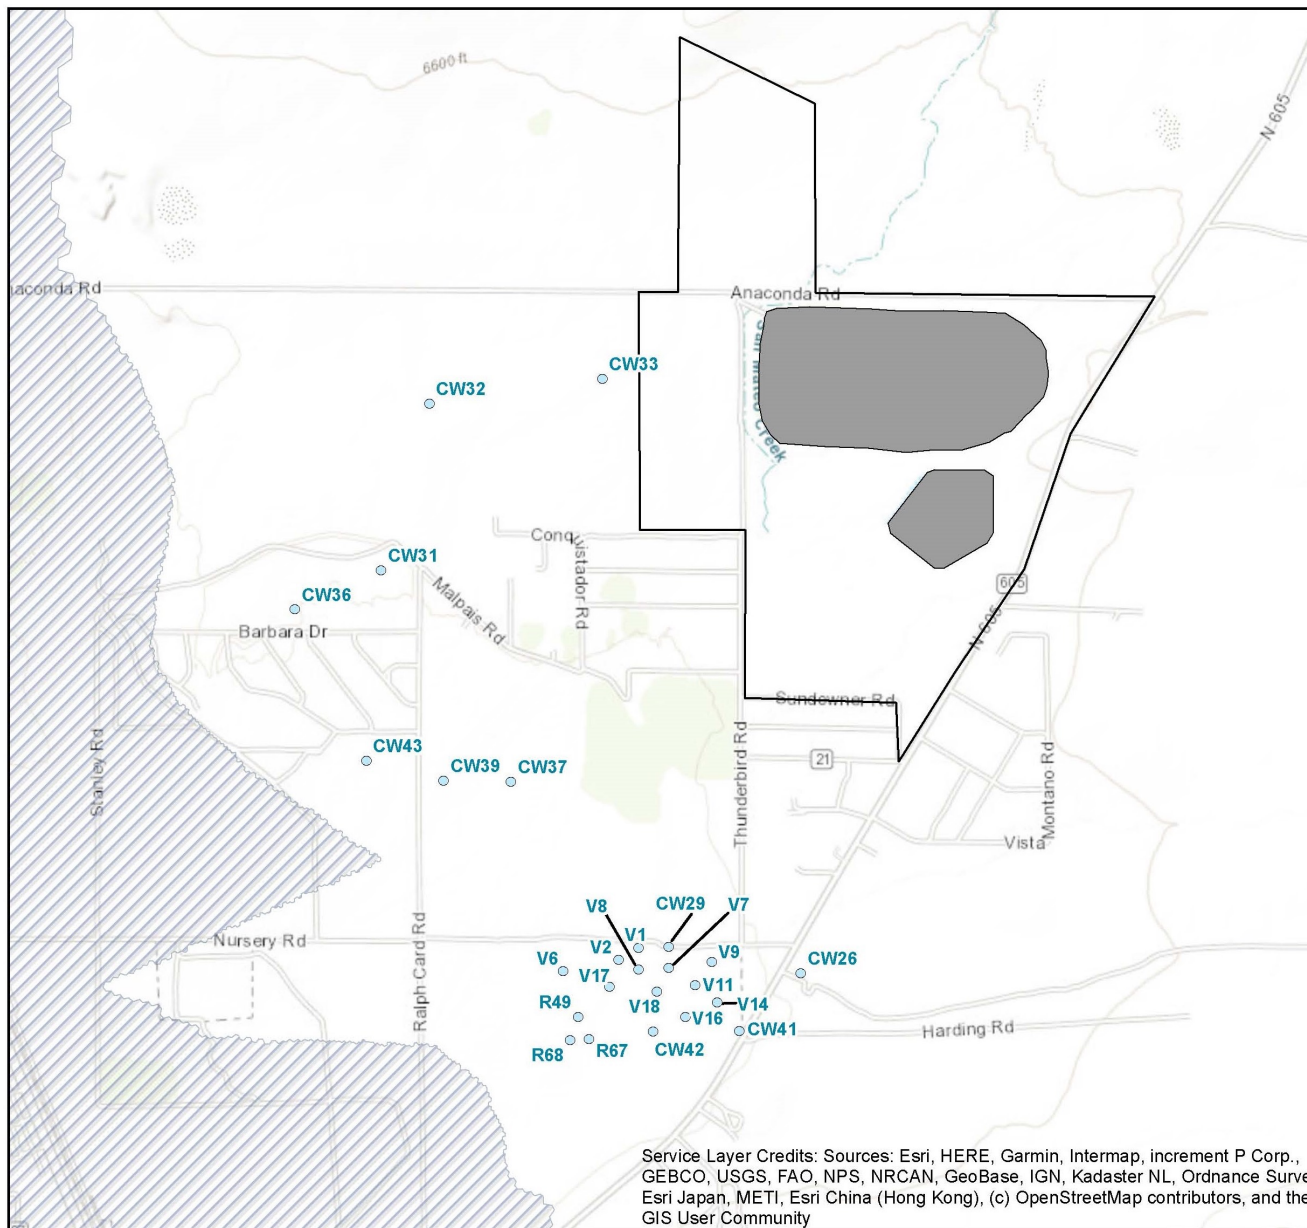 6600 ft
N 605
aconda Rd
Anaconda Rd
San Mateo
Creek
CW33
CW32
Conquistador Rd
CW31
CW36
Malpais Rd
Barbara Dr
605
N 605
Sundowner Rd
Stanley Rd
CW43
CW39
CW37
Thunderbird Rd
21
Montano Rd
Vista
V8
CW29
V7
Nursery Rd
V1
V2
V9
V6
V17
CW26
V11
V18
V14
R49
V16
CW41
Ralph Card Rd
Harding Rd
R68
R67
CW42
Service Layer Credits: Sources: Esri, HERE, Garmin, Intermap, increment P Corp.,
GEBCO, USGS, FAO, NPS, NRCAN, GeoBase, IGN, Kadaster NL, Ordnance Surve
Esri Japan, METI, Esri China (Hong Kong), (c) OpenStreetMap contributors, and the
GIS User Community